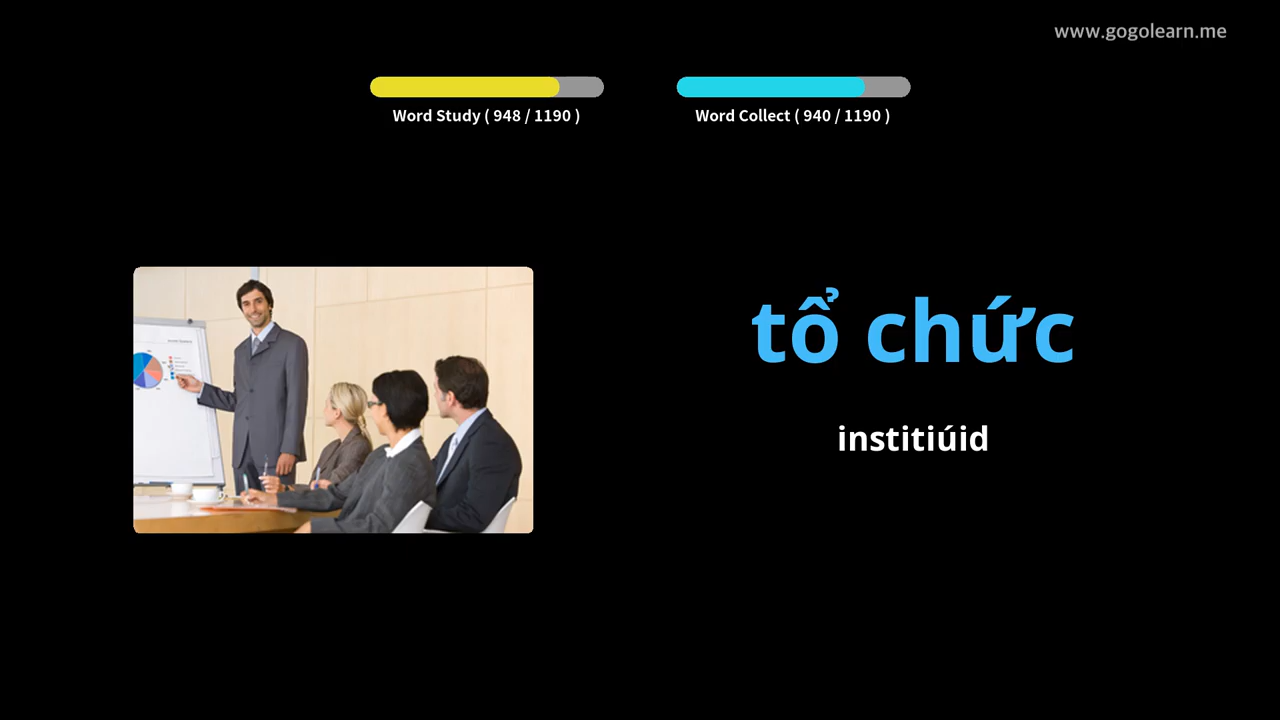 www.gogolearn.me
Word Study ( 948 / 1190 )
Word Collect ( 940 / 1190 )
tổ chức
institiúid